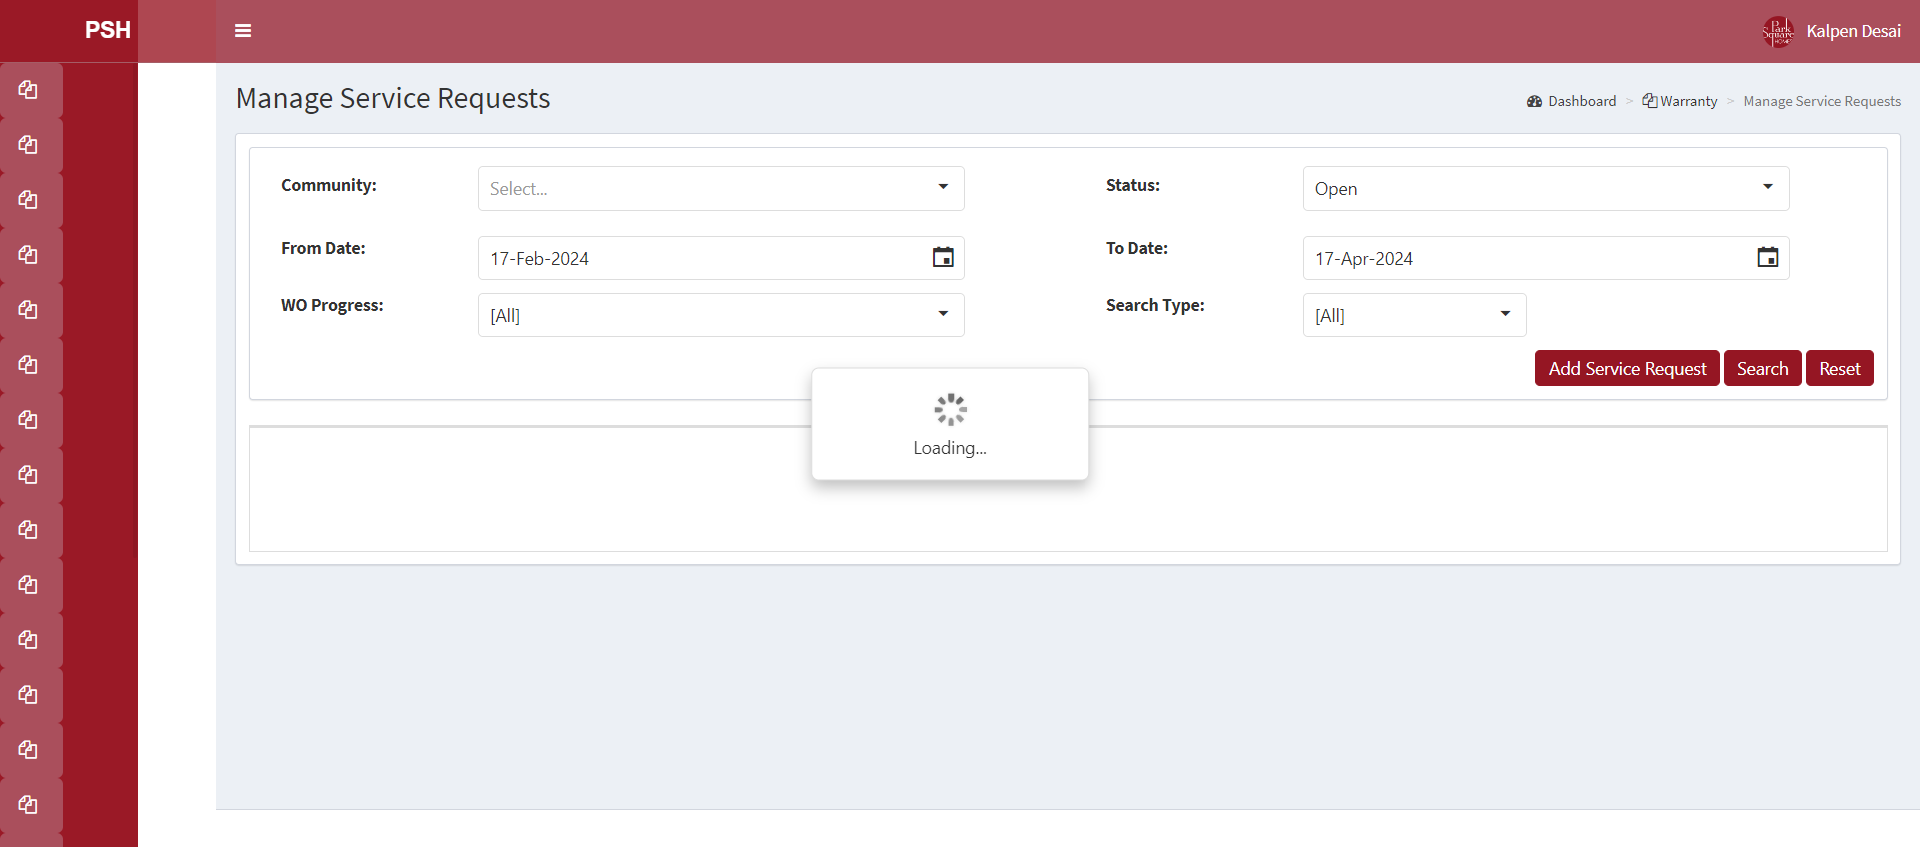 PSH
Kalpen Desai
Manage Service Requests
Dashboard > Warranty > Manage Service Requests
Community: Select... Status: Open
From Date: 17-Feb-2024 To Date: 17-Apr-2024
WO Progress: [All] Search Type: [All]
Add Service Request Search Reset
Loading...